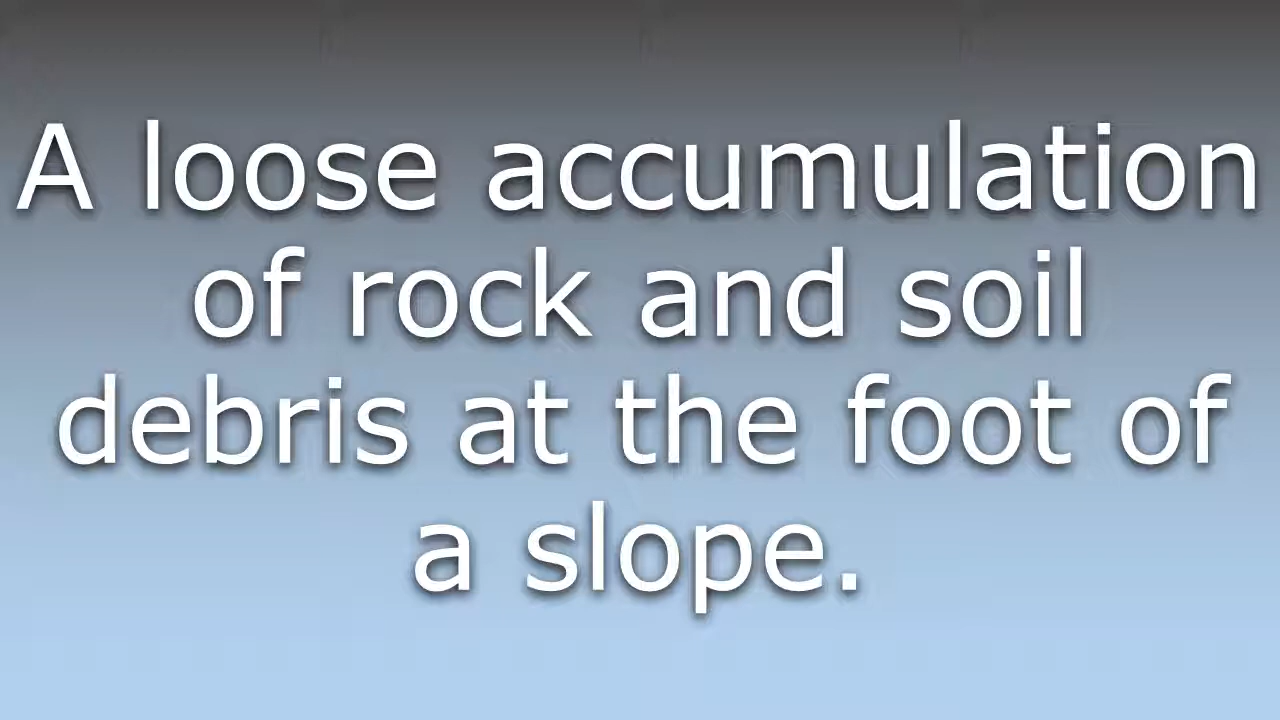 A loose accumulation
of rock and soil
debris at the foot of
a slope.